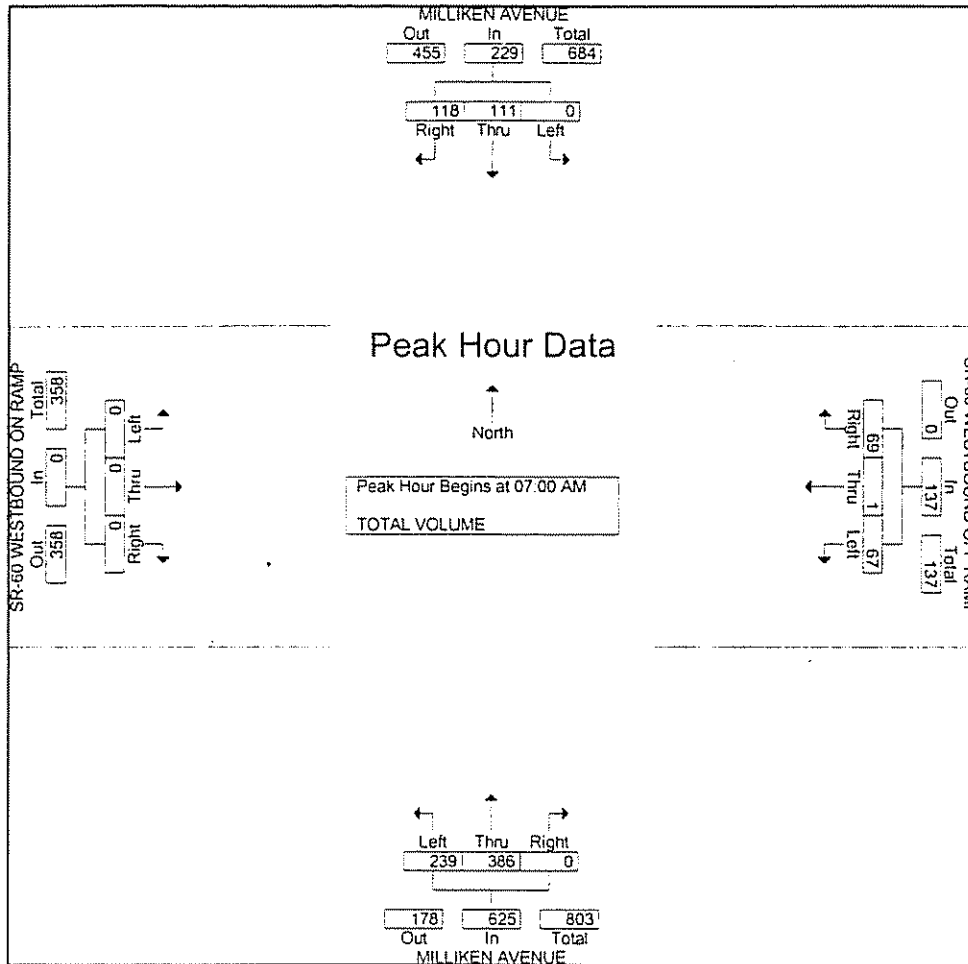 MILLIKEN AVENUE
Out In Total
455 229 684
118 111 0
Right Thru Left
Peak Hour Data
North
Peak Hour Begins at 07:00 AM
TOTAL VOLUME
SR-60 WESTBOUND ON RAMP
Total In Out
358 0 358
0 0 0
Left Thru Right
Out In Total
0 137 137
69 1 67
Right Thru Left
Left Thru Right
239 386 0
178 625 803
Out In Total
MILLIKEN AVENUE